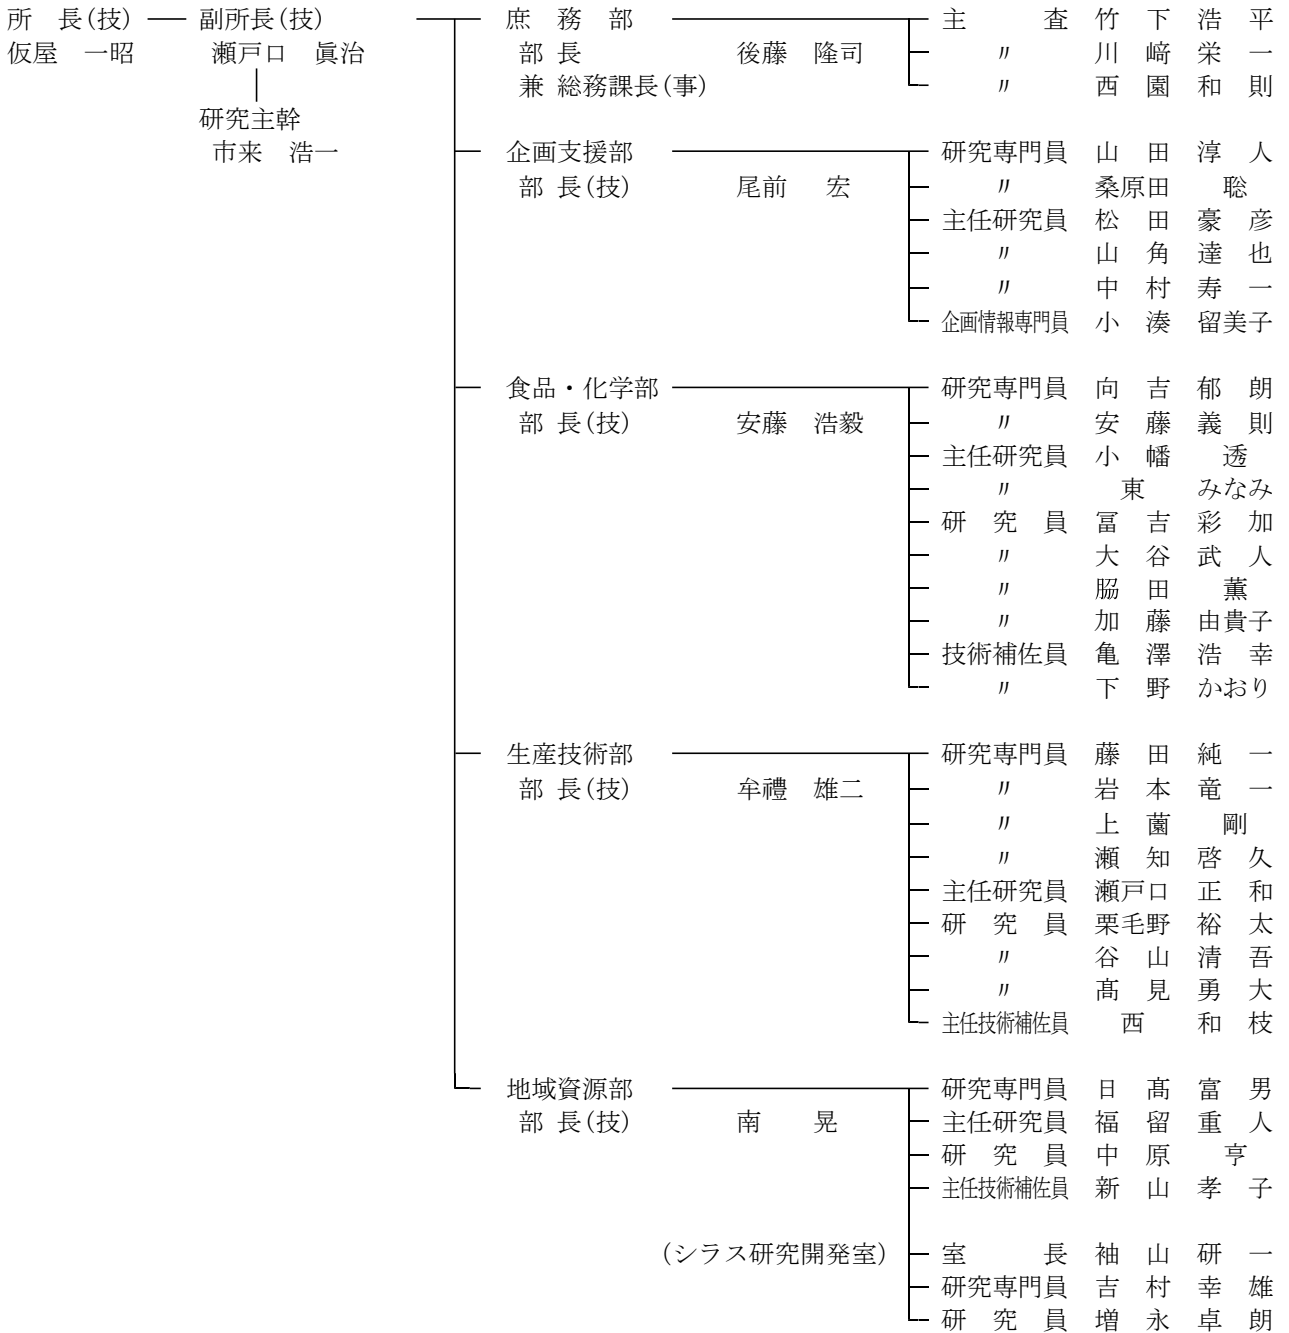 所　長(技)　副所長(技)　庶　務　部　主　　　査　竹　下　浩　平
仮屋　一昭　瀬戸口　眞治　部 長　後藤　隆司　〃　川　﨑　栄　一
兼 総務課長(事)　〃　西　園　和　則
研究主幹
市来　浩一　企画支援部　研究専門員　山　田　淳　人
部 長(技)　尾前　宏　〃　桑原田　聡
主任研究員　松　田　豪　彦
〃　山　角　達　也
〃　中　村　寿　一
企画情報専門員　小　湊　留美子
食品・化学部　研究専門員　向　吉　郁　朗
部 長(技)　安藤　浩毅　〃　安　藤　義　則
主任研究員　小　幡　透
〃　東　みなみ
研　究　員　冨　吉　彩　加
〃　大　谷　武　人
〃　脇　田　薫
〃　加　藤　由貴子
技術補佐員　亀　澤　浩　幸
〃　下　野　かおり
生産技術部　研究専門員　藤　田　純　一
部 長(技)　牟禮　雄二　〃　岩　本　竜　一
〃　上　薗　剛
〃　瀬　知　啓　久
主任研究員　瀬戸口　正　和
研　究　員　栗毛野　裕　太
〃　谷　山　清　吾
〃　髙　見　勇　大
主任技術補佐員　西　和　枝
地域資源部　研究専門員　日　髙　富　男
部 長(技)　南　晃　主任研究員　福　留　重　人
研　究　員　中　原　亨
主任技術補佐員　新　山　孝　子
(シラス研究開発室)　室　　　長　袖　山　研　一
研究専門員　吉　村　幸　雄
研　究　員　増　永　卓　朗